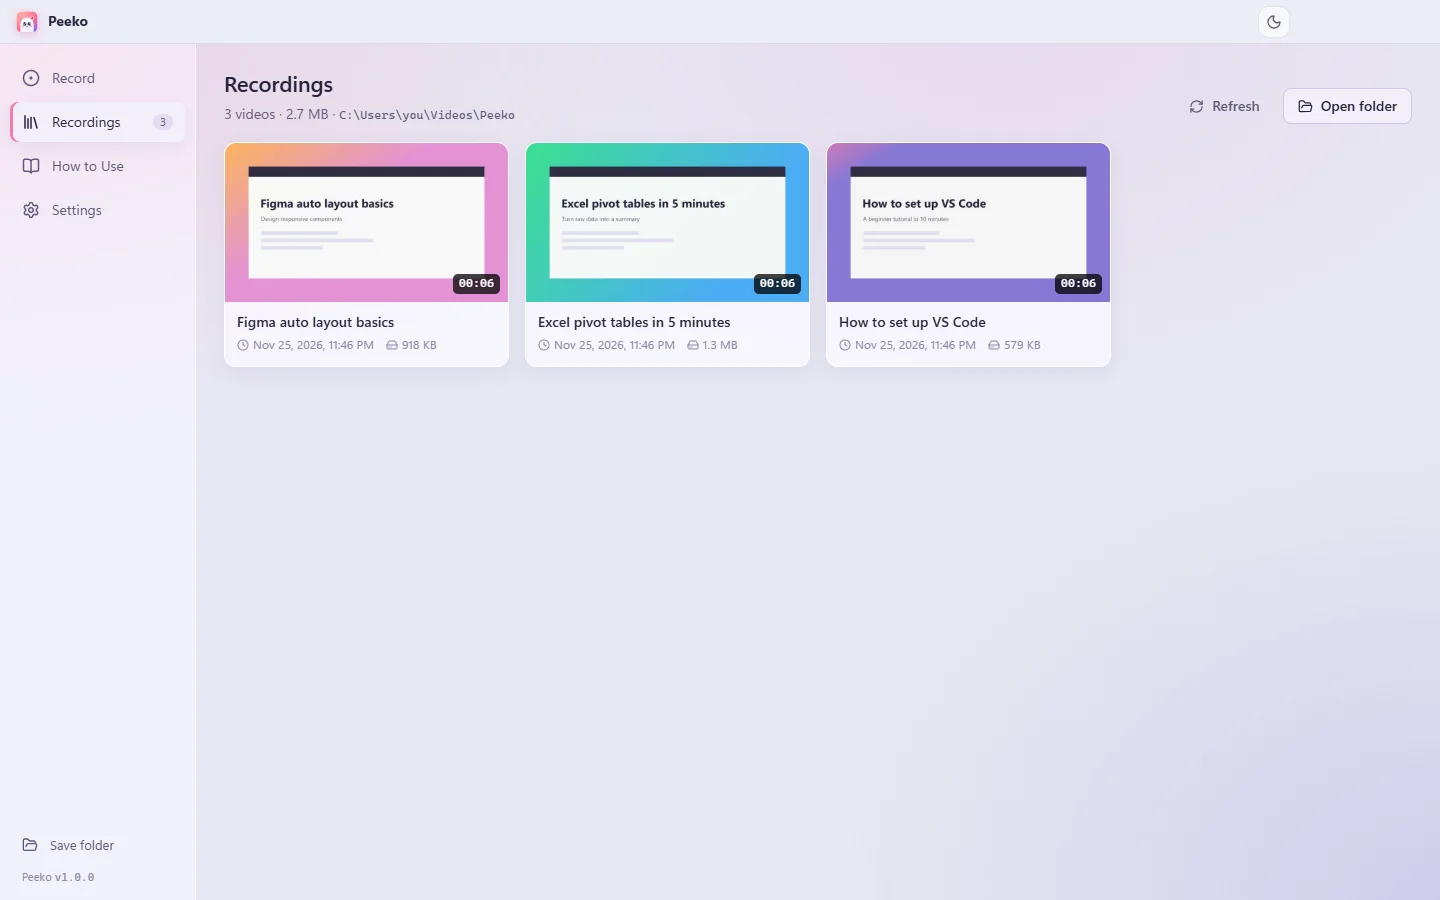 Peeko
Record
Recordings 3
How to Use
Settings
Recordings
3 videos · 2.7 MB · C:\Users\you\Videos\Peeko
Refresh
Open folder
Figma auto layout basics
Design responsive components
00:06
Figma auto layout basics
Nov 25, 2026, 11:46 PM 918 KB
Excel pivot tables in 5 minutes
Turn raw data into a summary
00:06
Excel pivot tables in 5 minutes
Nov 25, 2026, 11:46 PM 1.3 MB
How to set up VS Code
A beginner tutorial in 10 minutes
00:06
How to set up VS Code
Nov 25, 2026, 11:46 PM 579 KB
Save folder
Peeko v1.0.0